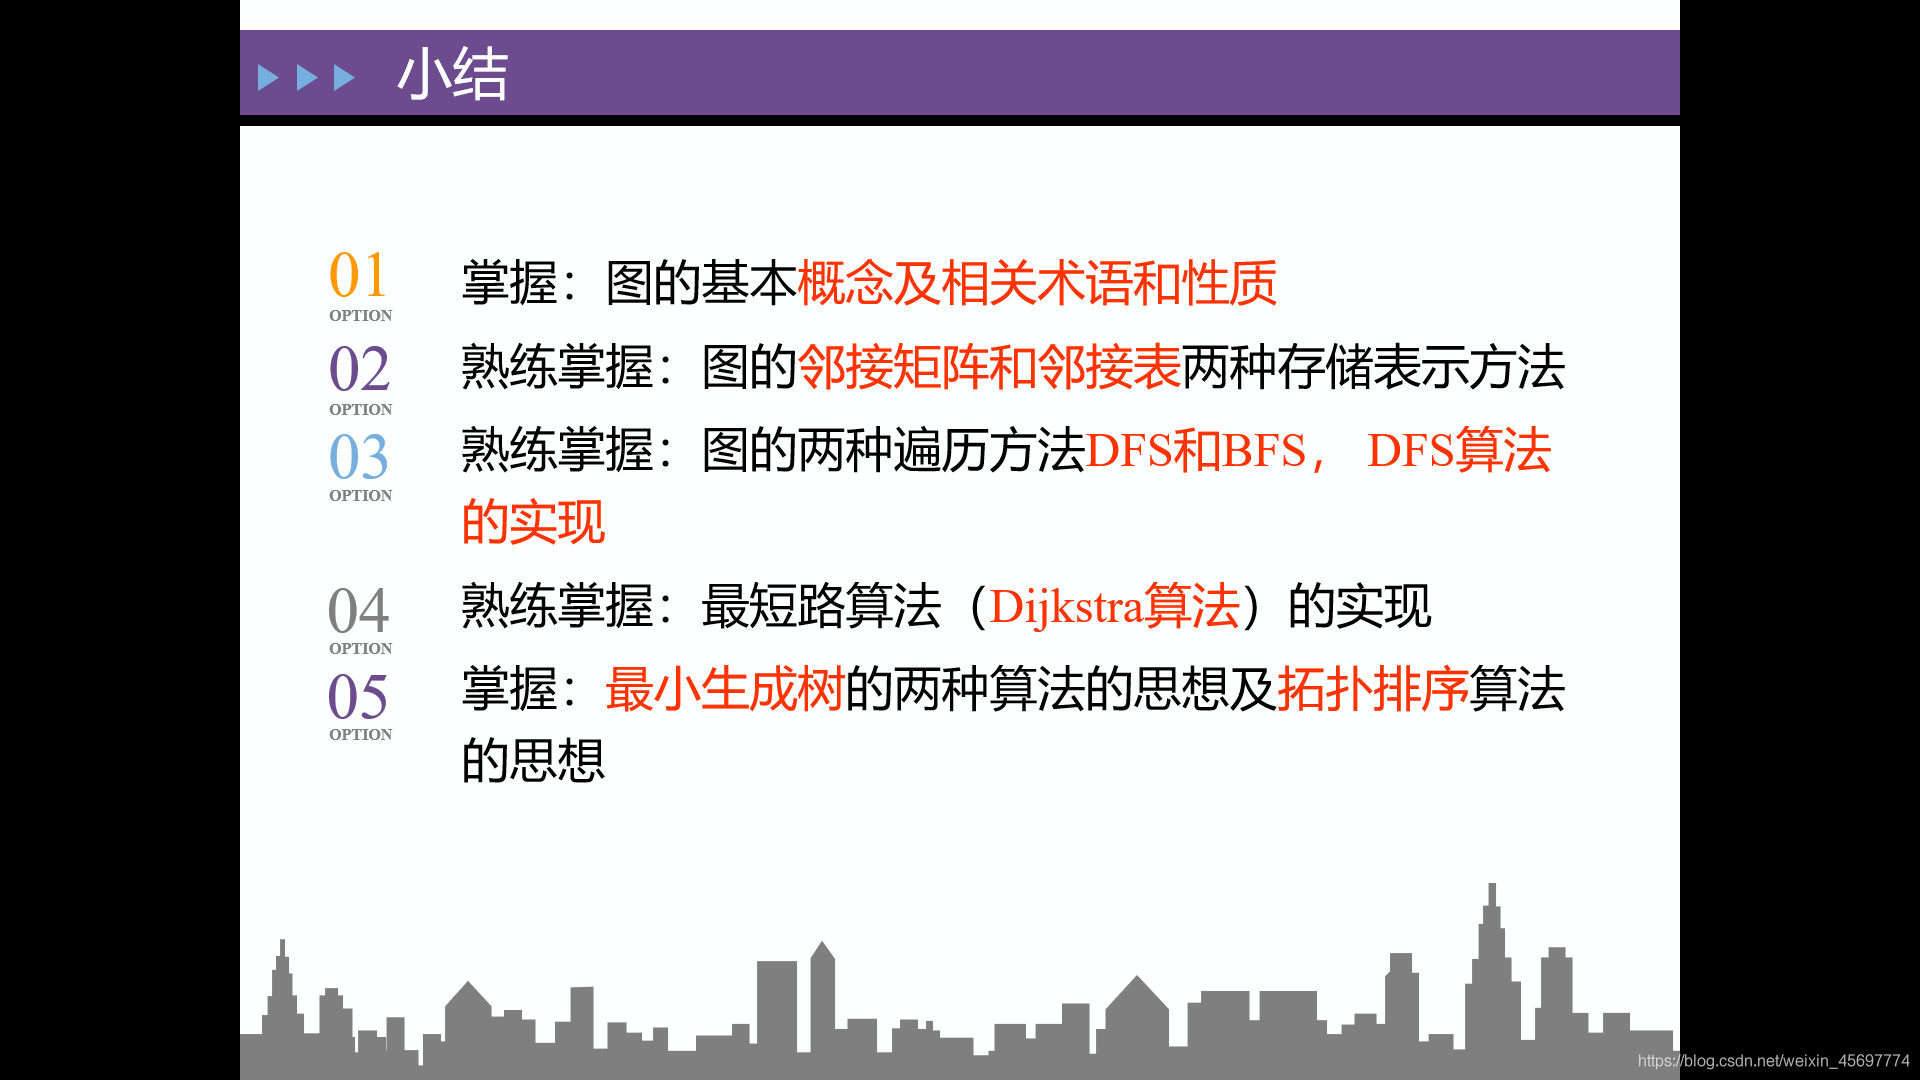 小结
01
OPTION
掌握：图的基本概念及相关术语和性质
02
OPTION
熟练掌握：图的邻接矩阵和邻接表两种存储表示方法
03
OPTION
熟练掌握：图的两种遍历方法DFS和BFS， DFS算法
的实现
04
OPTION
熟练掌握：最短路算法（Dijkstra算法）的实现
05
OPTION
掌握：最小生成树的两种算法的思想及拓扑排序算法
的思想
https://blog.csdn.net/weixin_45697774